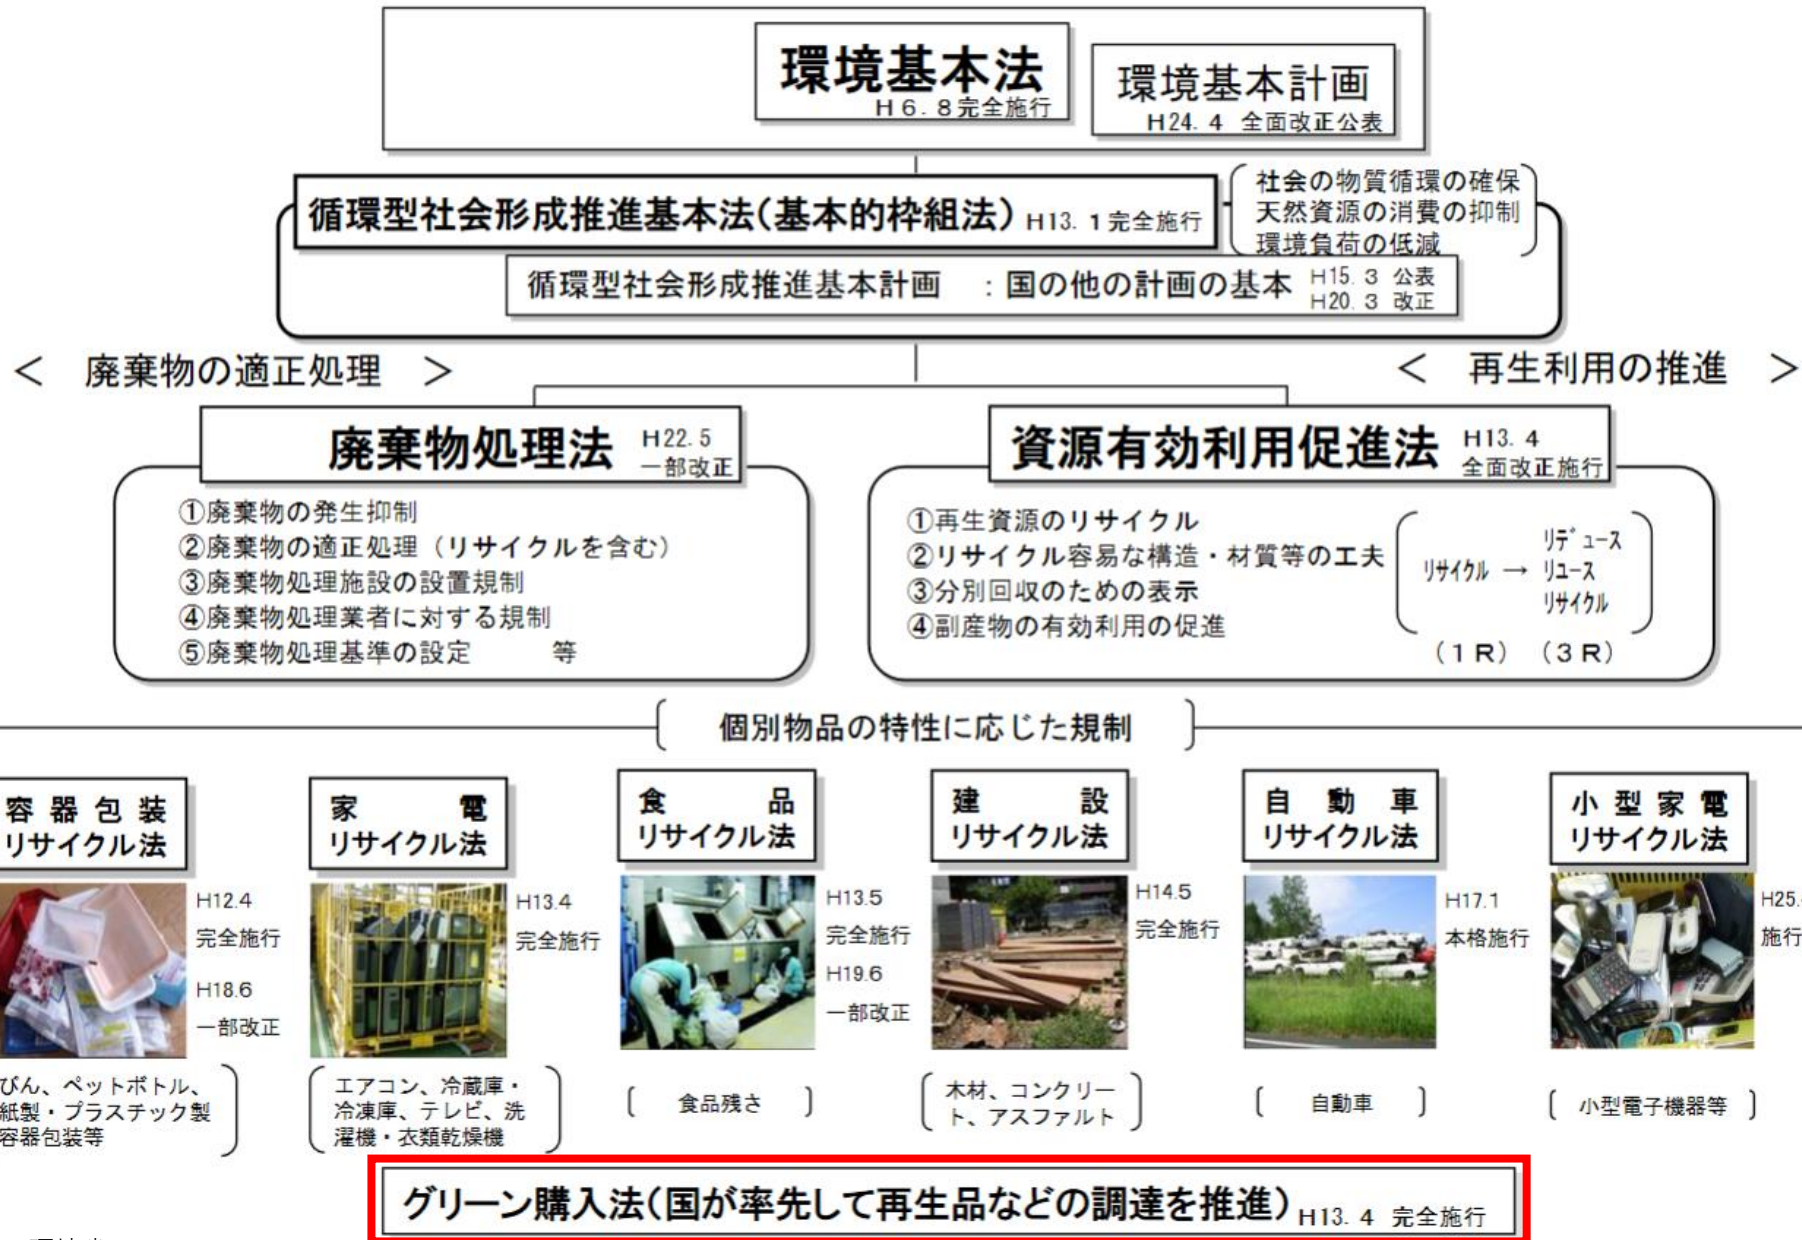 環境基本法
H6.8完全施行
環境基本計画
H24.4 全面改正公表
循環型社会形成推進基本法(基本的枠組法) H13.1完全施行
社会の物質循環の確保
天然資源の消費の抑制
環境負荷の低減
循環型社会形成推進基本計画 :国の他の計画の基本
H15.3 公表
H20.3 改正
< 廃棄物の適正処理 >
< 再生利用の推進 >
廃棄物処理法
H22.5
一部改正
①廃棄物の発生抑制
②廃棄物の適正処理(リサイクルを含む)
③廃棄物処理施設の設置規制
④廃棄物処理業者に対する規制
⑤廃棄物処理基準の設定 等
資源有効利用促進法
H13.4
全面改正施行
①再生資源のリサイクル
②リサイクル容易な構造・材質等の工夫
③分別回収のための表示
④副産物の有効利用の促進
リサイクル →
リデュース
リユース
リサイクル
(1R) (3R)
個別物品の特性に応じた規制
容器包装
リサイクル法
H12.4
完全施行
H18.6
一部改正
びん、ペットボトル、
紙製・プラスチック製
容器包装等
家電
リサイクル法
H13.4
完全施行
エアコン、冷蔵庫・
冷凍庫、テレビ、洗
濯機・衣類乾燥機
食品
リサイクル法
H13.5
完全施行
H19.6
一部改正
食品残さ
建設
リサイクル法
H14.5
完全施行
木材、コンクリー
ト、アスファルト
自動車
リサイクル法
H17.1
本格施行
自動車
小型家電
リサイクル法
H25.
施行
小型電子機器等
グリーン購入法(国が率先して再生品などの調達を推進) H13.4 完全施行